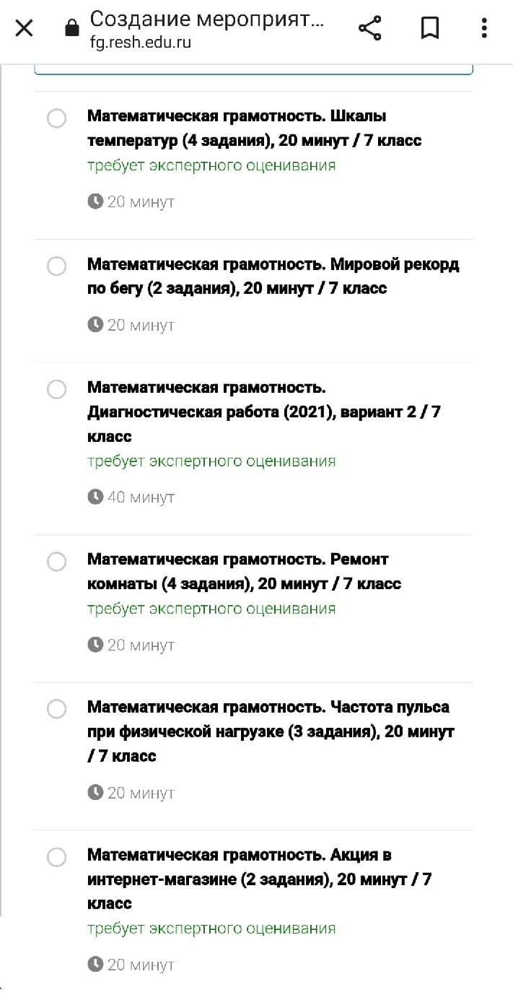 Создание мероприят...
fg.resh.edu.ru
Математическая грамотность. Шкалы
температур (4 задания), 20 минут / 7 класс
требует экспертного оценивания
20 минут
Математическая грамотность. Мировой рекорд
по бегу (2 задания), 20 минут / 7 класс
20 минут
Математическая грамотность.
Диагностическая работа (2021), вариант 2 / 7
класс
требует экспертного оценивания
40 минут
Математическая грамотность. Ремонт
комнаты (4 задания), 20 минут / 7 класс
требует экспертного оценивания
20 минут
Математическая грамотность. Частота пульса
при физической нагрузке (3 задания), 20 минут
/ 7 класс
20 минут
Математическая грамотность. Акция в
интернет-магазине (2 задания), 20 минут / 7
класс
требует экспертного оценивания
20 минут